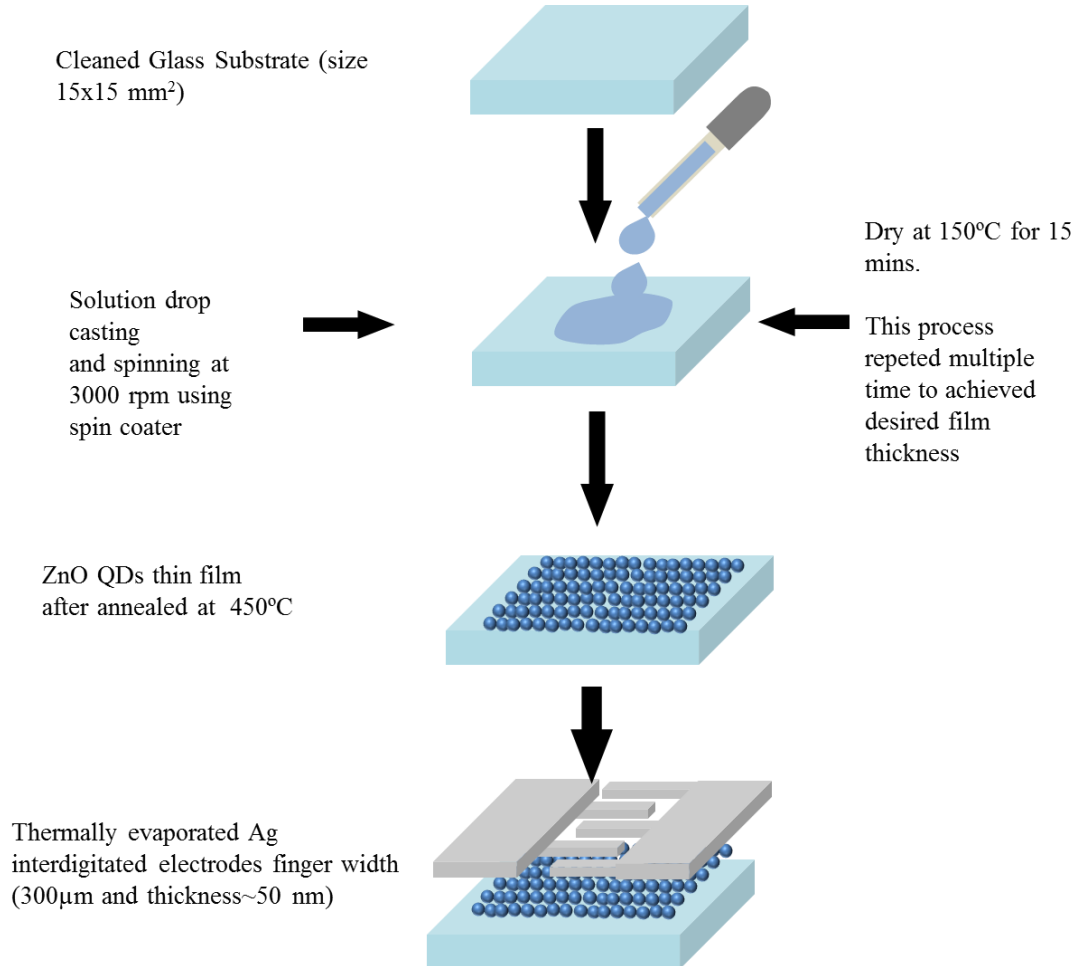 Cleaned Glass Substrate (size
15x15 mm²)
Dry at 150ºC for 15
mins.
Solution drop
casting
and spinning at
3000 rpm using
spin coater
This process
repeted multiple
time to achieved
desired film
thickness
ZnO QDs thin film
after annealed at 450ºC
Thermally evaporated Ag
interdigitated electrodes finger width
(300µm and thickness~50 nm)